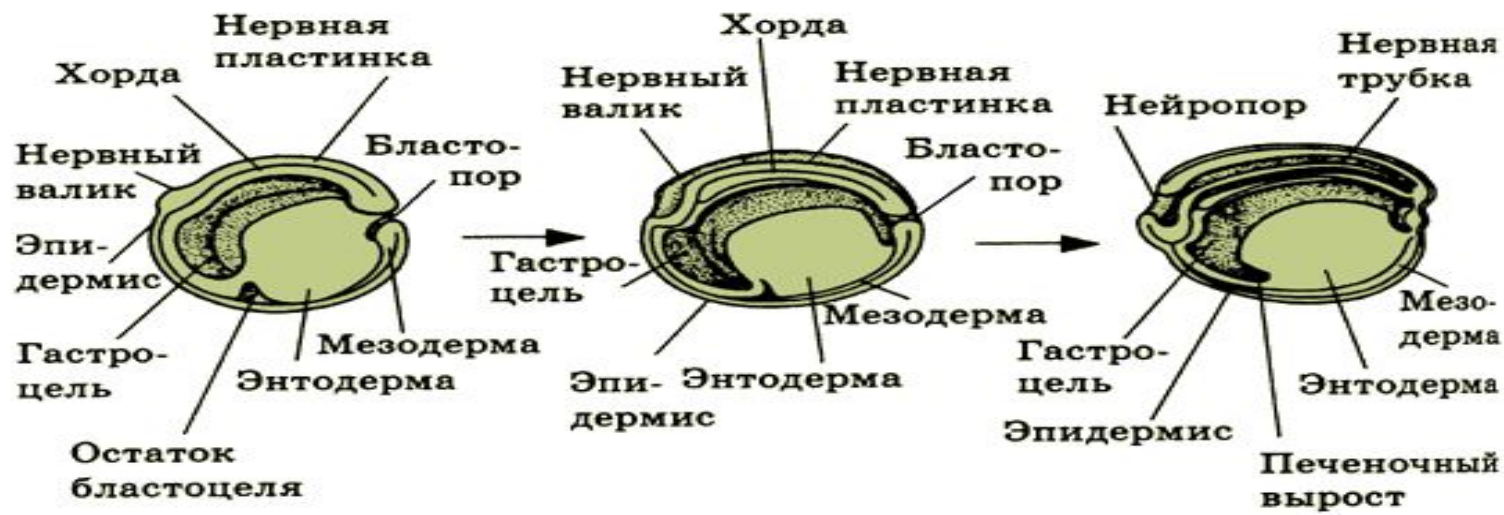 Нервная
пластинка
Хорда
Нервный
валик
Бласто-
пор
Эпи-
дермис
Гастро-
цель
Мезодерма
Энтодерма
Остаток
бластоцеля
Хорда
Нервный
валик
Нервная
пластинка
Бласто-
пор
Гастро-
цель
Мезодерма
Эпи-
дермис
Энтодерма
Нервная
трубка
Нейропор
Мезо-
дерма
Гастро-
цель
Энтодерма
Эпидермис
Печеночный
вырост